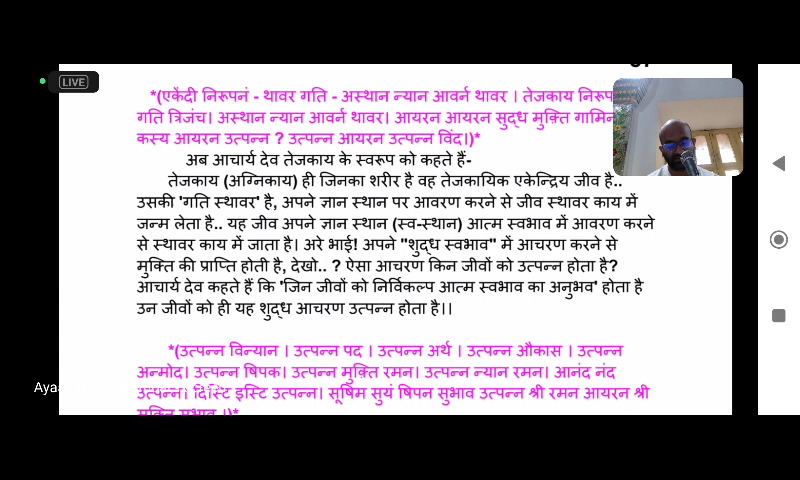 LIVE
*(एकेंदी निरूपनं - थावर गति - अस्थान न्यान आवर्न थावर । तेजकाय
गति त्रिजंच। अस्थान न्यान आवर्न थावर। आयरन आयरन सुद्ध मुक्ति
कस्य आयरन उत्पन्न ? उत्पन्न आयरन उत्पन्न विंद।)*
अब आचार्य देव तेजकाय के स्वरूप को कहते हैं-
तेजकाय (अग्निकाय) ही जिनका शरीर है वह तेजकायिक एकेन्द्रिय जीव है..
उसकी 'गति स्थावर' है, अपने ज्ञान स्थान पर आवरण करने से जीव स्थावर काय में
जन्म लेता है.. यह जीव अपने ज्ञान स्थान (स्व-स्थान) आत्म स्वभाव में आवरण करने
से स्थावर काय में जाता है। अरे भाई! अपने "शुद्ध स्वभाव" में आचरण करने से
मुक्ति की प्राप्ति होती है, देखो.. ? ऐसा आचरण किन जीवों को उत्पन्न होता है?
आचार्य देव कहते हैं कि 'जिन जीवों को निर्विकल्प आत्म स्वभाव का अनुभव' होता है
उन जीवों को ही यह शुद्ध आचरण उत्पन्न होता है।।
*(उत्पन्न विन्यान । उत्पन्न पद । उत्पन्न अर्थ । उत्पन्न औकास । उत्पन्न
अन्मोद। उत्पन्न षिपक। उत्पन्न मुक्ति रमन। उत्पन्न न्यान रमन। आनंद नंद
उत्पन्न। दिस्टि इस्टि उत्पन्न। सूषिम सुयं षिपन सुभाव उत्पन्न श्री रमन आयरन श्री